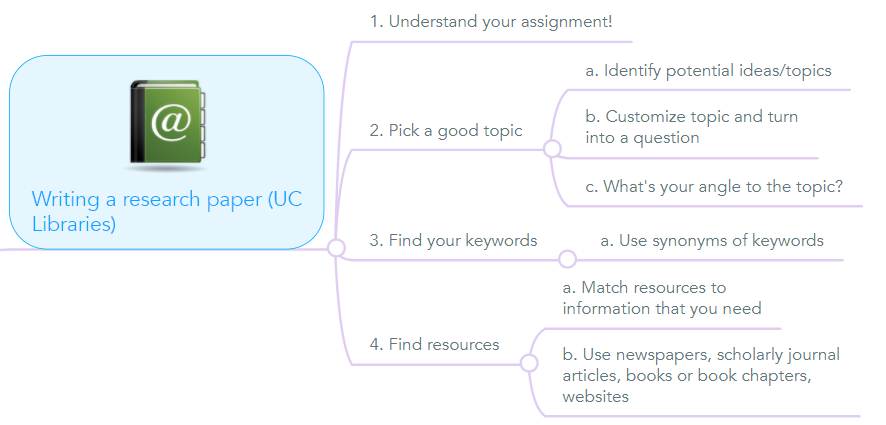 @
Writing a research paper (UC
Libraries)
1. Understand your assignment!
2. Pick a good topic
a. Identify potential ideas/topics
b. Customize topic and turn
into a question
c. What's your angle to the topic?
3. Find your keywords
a. Use synonyms of keywords
4. Find resources
a. Match resources to
information that you need
b. Use newspapers, scholarly journal
articles, books or book chapters,
websites